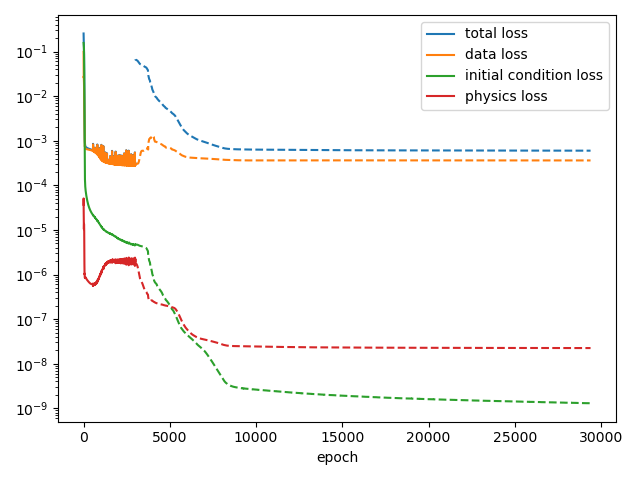 total loss
data loss
initial condition loss
physics loss
10⁻¹
10⁻²
10⁻³
10⁻⁴
10⁻⁵
10⁻⁶
10⁻⁷
10⁻⁸
10⁻⁹
0 5000 10000 15000 20000 25000 30000
epoch